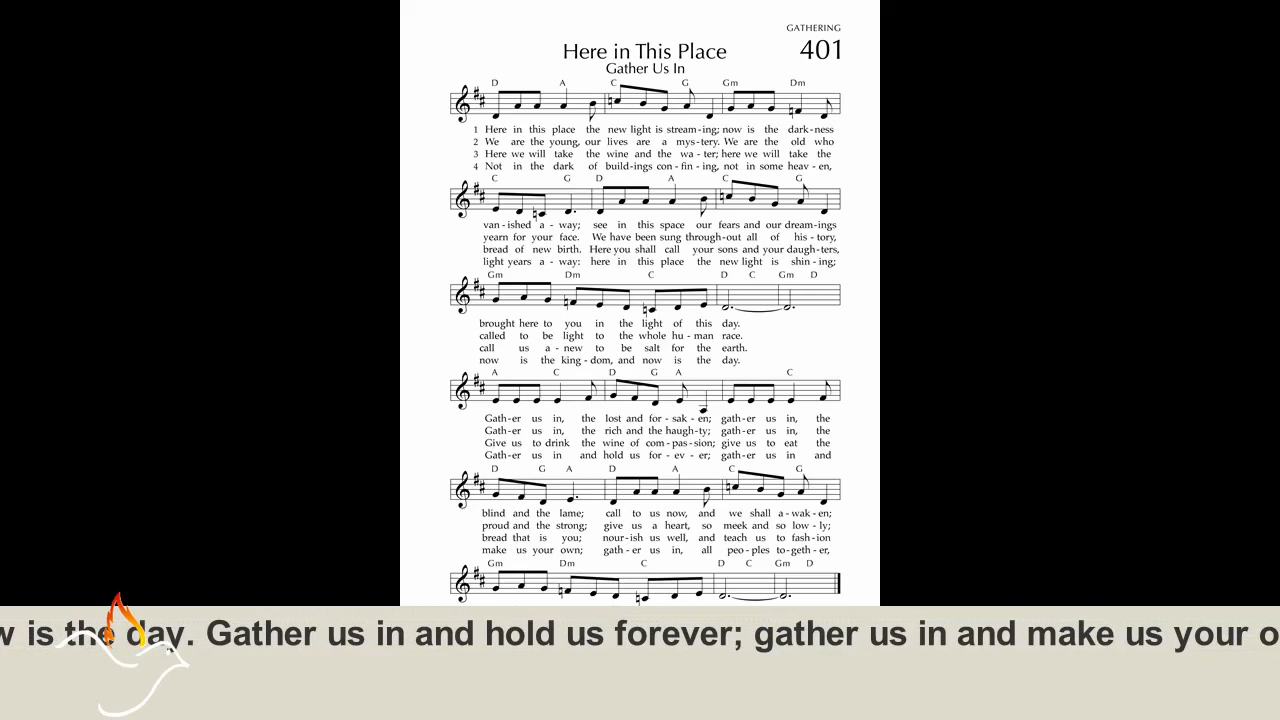 GATHERING
Here in This Place
401
Gather Us In
D A C G Gm Dm
1 Here in this place the new light is stream-ing; now is the dark-ness
2 We are the young, our lives are a mys-tery. We are the old who
3 Here we will take the wine and the wa-ter; here we will take the
4 Not in the dark of build-ings con-fin-ing, not in some heav-en,
C G D A C G
van-ished a-way; see in this space our fears and our dream-ings
yearn for your face. We have been sung through-out all of his-tory,
bread of new birth. Here you shall call your sons and your daugh-ters,
light years a-way: here in this place the new light is shin-ing;
Gm Dm C D C Gm D
brought here to you in the light of this day.
called to be light to the whole hu-man race.
call us a-new to be salt for the earth.
now is the king-dom, and now is the day.
A C D G A C
Gath-er us in, the lost and for-sak-en; gath-er us in, the
Gath-er us in, the rich and the haugh-ty; gath-er us in, the
Give us to drink the wine of com-pas-sion; give us to eat the
Gath-er us in and hold us for-ev-er; gath-er us in and
D G A D A C G
blind and the lame; call to us now, and we shall a-wak-en;
proud and the strong; give us a heart, so meek and so low-ly;
bread that is you; nour-ish us well, and teach us to fash-ion
make us your own; gath-er us in, all peo-ples to-geth-er,
Gm Dm C D C Gm D
w is the day. Gather us in and hold us forever; gather us in and make us your o